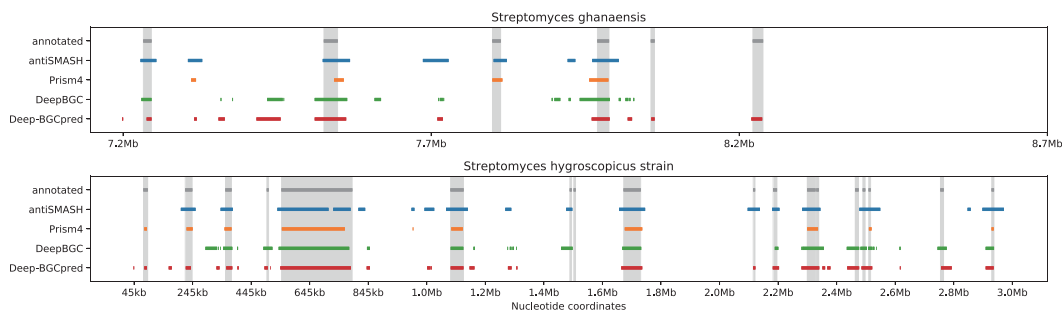 Streptomyces ghanaensis
annotated
antiSMASH
Prism4
DeepBGC
Deep-BGCpred
7.2Mb 7.7Mb 8.2Mb 8.7Mb
Streptomyces hygroscopicus strain
annotated
antiSMASH
Prism4
DeepBGC
Deep-BGCpred
45kb 245kb 445kb 645kb 845kb 1.0Mb 1.2Mb 1.4Mb 1.6Mb 1.8Mb 2.0Mb 2.2Mb 2.4Mb 2.6Mb 2.8Mb 3.0Mb
Nucleotide coordinates